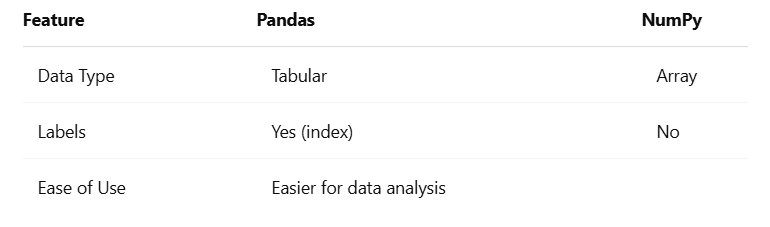 Feature Pandas NumPy
Data Type Tabular Array
Labels Yes (index) No
Ease of Use Easier for data analysis